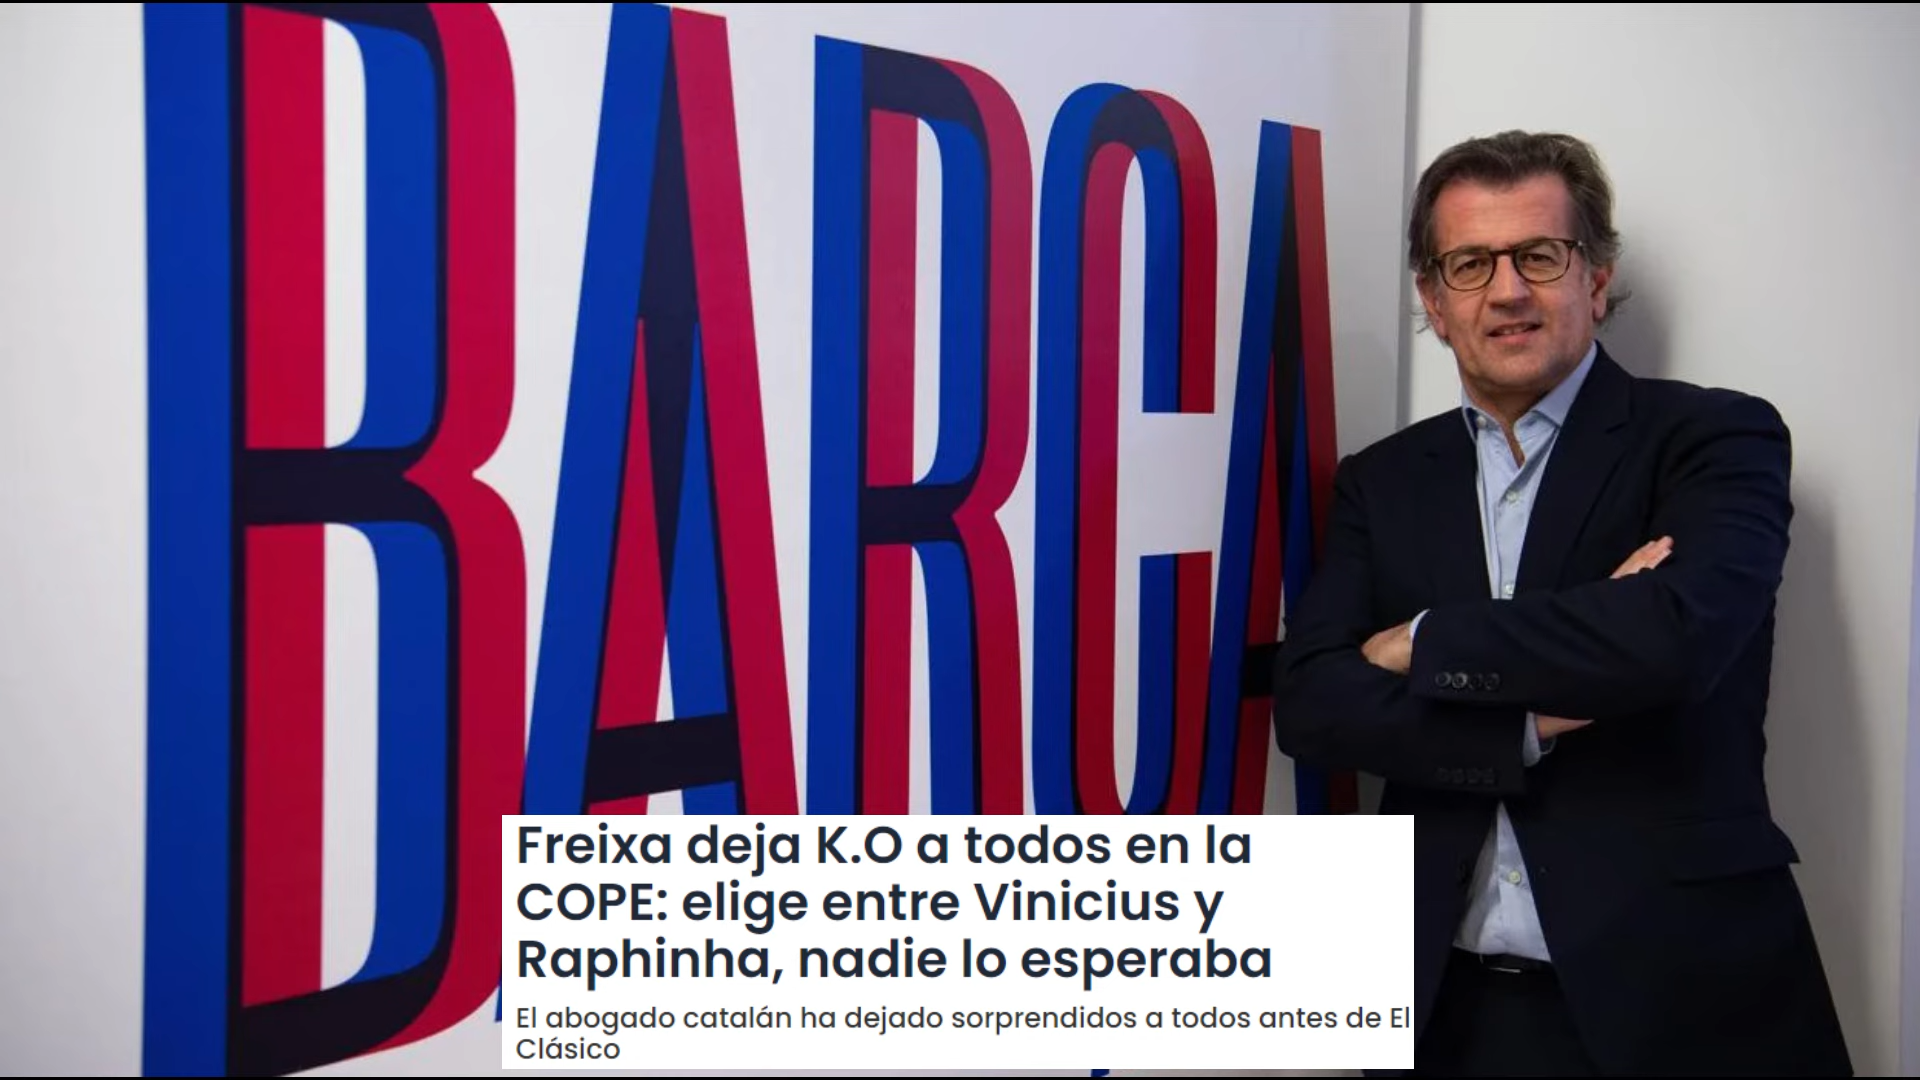 BARÇA
Freixa deja K.O a todos en la
COPE: elige entre Vinicius y
Raphinha, nadie lo esperaba
El abogado catalán ha dejado sorprendidos a todos antes de El
Clásico